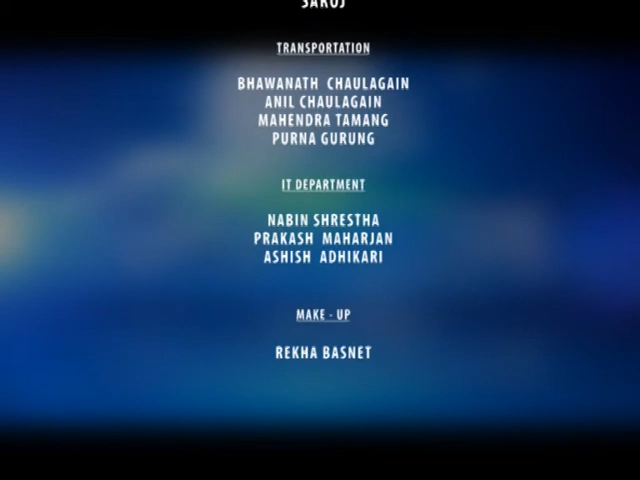 SAROJ
TRANSPORTATION
BHAWANATH CHAULAGAIN
ANIL CHAULAGAIN
MAHENDRA TAMANG
PURNA GURUNG
IT DEPARTMENT
NABIN SHRESTHA
PRAKASH MAHARJAN
ASHISH ADHIKARI
MAKE - UP
REKHA BASNET